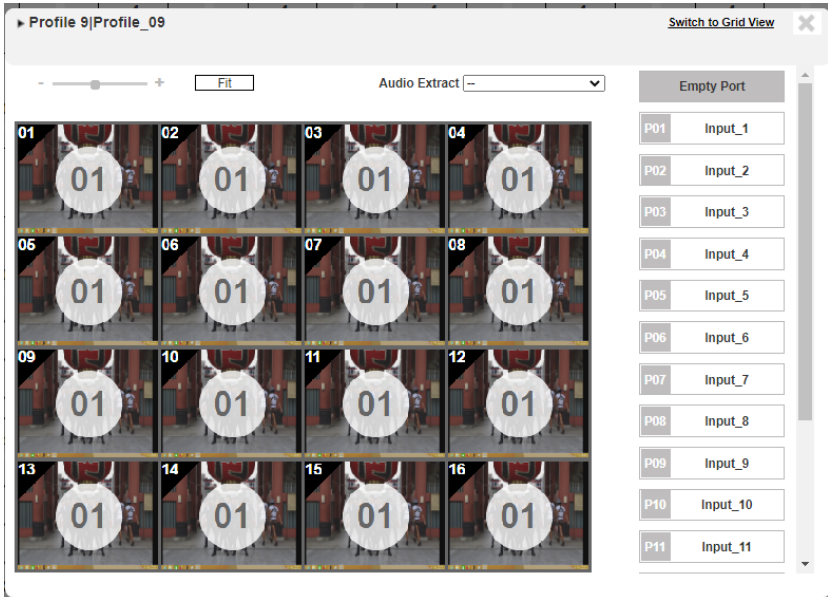 Profile 9|Profile_09
Switch to Grid View
- + Fit Audio Extract --
Empty Port
01 02 03 04
01 01 01 01
05 06 07 08
01 01 01 01
09 10 11 12
01 01 01 01
13 14 15 16
01 01 01 01
P01 Input_1
P02 Input_2
P03 Input_3
P04 Input_4
P05 Input_5
P06 Input_6
P07 Input_7
P08 Input_8
P09 Input_9
P10 Input_10
P11 Input_11